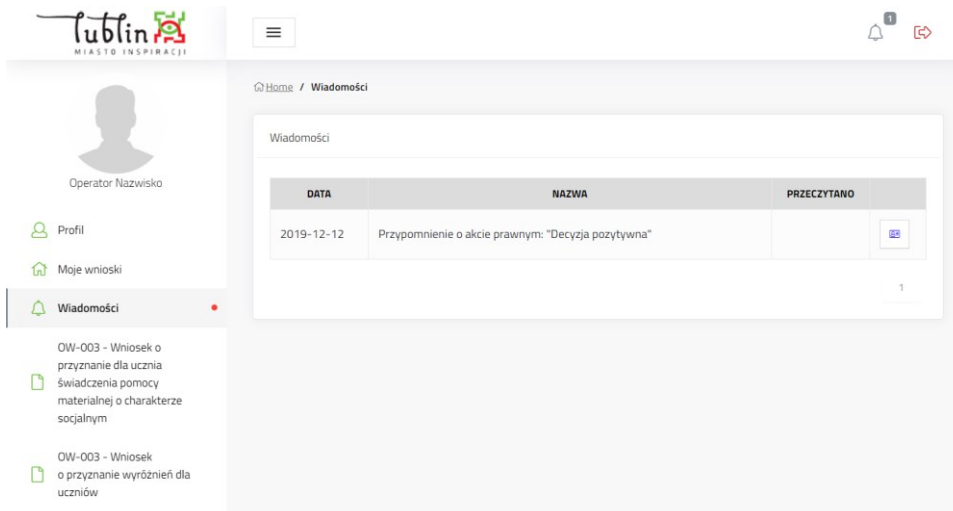 lublin
MIASTO INSPIRACJI
1
Home / Wiadomości
Wiadomości
Operator Nazwisko
DATA NAZWA PRZECZYTANO
2019-12-12 Przypomnienie o akcie prawnym: "Decyzja pozytywna"
1
Profil
Moje wnioski
Wiadomości
OW-003 - Wniosek o
przyznanie dla ucznia
świadczenia pomocy
materialnej o charakterze
socjalnym
OW-003 - Wniosek
o przyznanie wyróżnień dla
uczniów